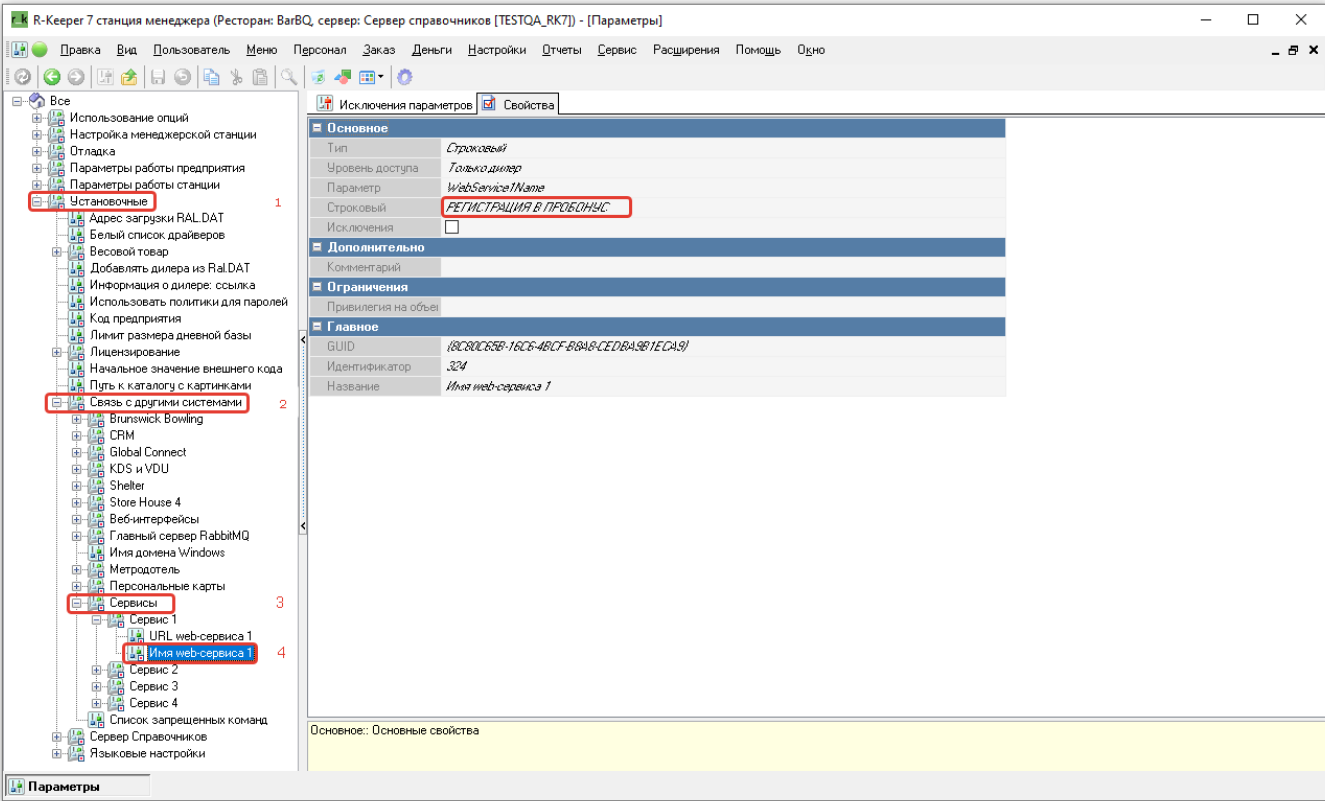 R-Keeper 7 станция менеджера (Ресторан: BarBQ, сервер: Сервер справочников [TESTQA_RK7]) - [Параметры]
Правка Вид Пользователь Меню Персонал Заказ Деньги Настройки Отчеты Сервис Расширения Помощь Окно
Все
Использование опций
Настройка менеджерской станции
Отладка
Параметры работы предприятия
Параметры работы станции
Установочные 1
Адрес загрузки RAL.DAT
Белый список драйверов
Весовой товар
Добавлять дилера из Ral.DAT
Информация о дилере: ссылка
Использовать политики для паролей
Код предприятия
Лимит размера дневной базы
Лицензирование
Начальное значение внешнего кода
Путь к каталогу с картинками
Связь с другими системами 2
Brunswick Bowling
CRM
Global Connect
KDS и VDU
Shelter
Store House 4
Веб-интерфейсы
Главный сервер RabbitMQ
Имя домена Windows
Метродотель
Персональные карты
Сервисы 3
Сервис 1
URL web-сервиса 1
Имя web-сервиса 1 4
Сервис 2
Сервис 3
Сервис 4
Список запрещенных команд
Сервер Справочников
Языковые настройки
Исключения параметров Свойства
Основное
Тип Строковый
Уровень доступа Только дилер
Параметр WebService1Name
Строковый РЕГИСТРАЦИЯ В ПРОБОНУС
Исключения
Дополнительно
Комментарий
Ограничения
Привилегия на объек
Главное
GUID {8C80C65B-16C6-4BCF-B8A8-CEDBA9B1ECA9}
Идентификатор 324
Название Имя web-сервиса 1
Основное:: Основные свойства
Параметры